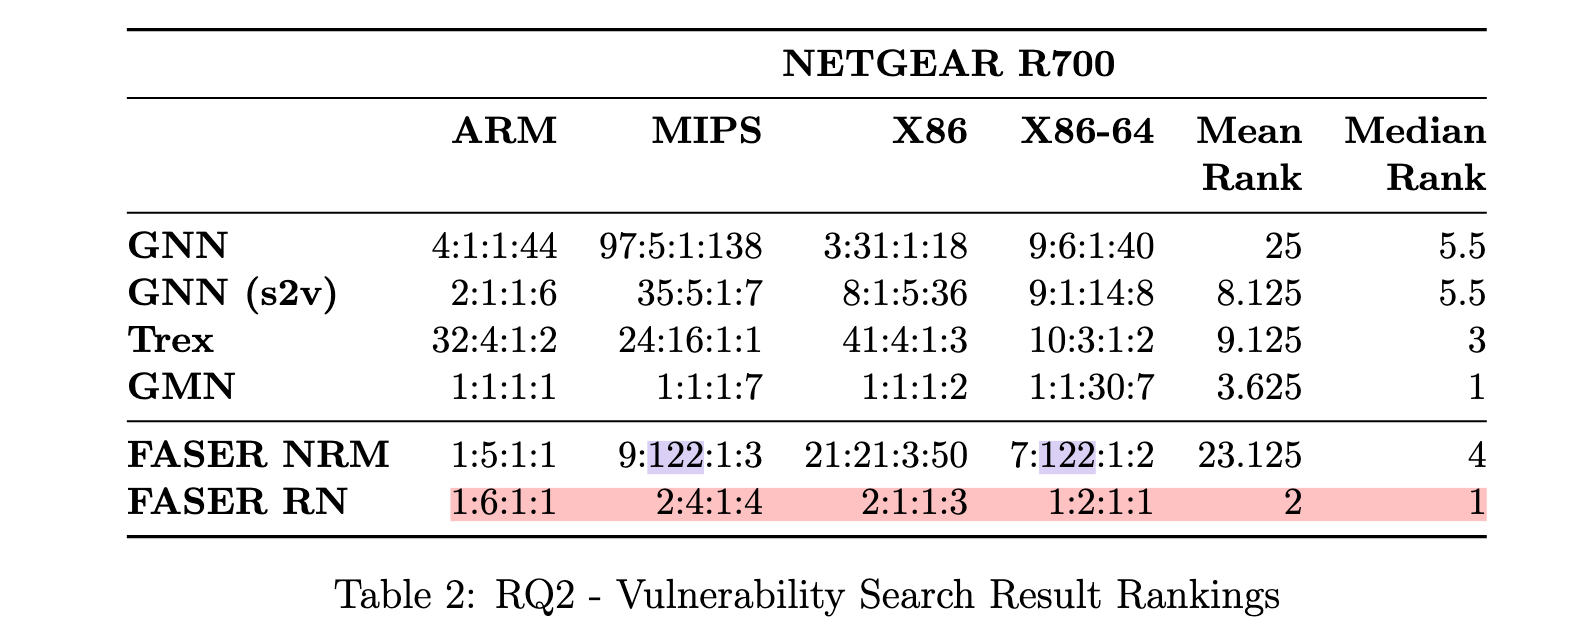 NETGEAR R700
ARM MIPS X86 X86-64 Mean Median
Rank Rank
GNN 4:1:1:44 97:5:1:138 3:31:1:18 9:6:1:40 25 5.5
GNN (s2v) 2:1:1:6 35:5:1:7 8:1:5:36 9:1:14:8 8.125 5.5
Trex 32:4:1:2 24:16:1:1 41:4:1:3 10:3:1:2 9.125 3
GMN 1:1:1:1 1:1:1:7 1:1:1:2 1:1:30:7 3.625 1
FASER NRM 1:5:1:1 9:122:1:3 21:21:3:50 7:122:1:2 23.125 4
FASER RN 1:6:1:1 2:4:1:4 2:1:1:3 1:2:1:1 2 1
Table 2: RQ2 - Vulnerability Search Result Rankings